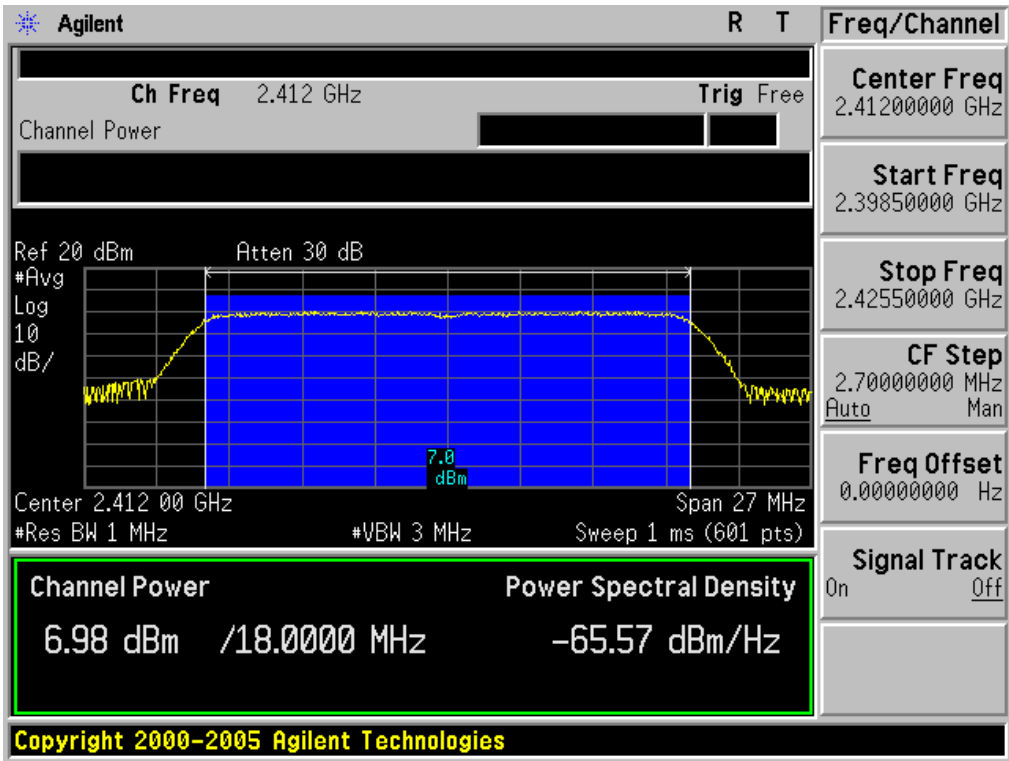 Agilent R T Freq/Channel
Ch Freq 2.412 GHz Trig Free
Channel Power
Ref 20 dBm Atten 30 dB
#Avg
Log
10
dB/
7.0
dBm
Center 2.412 00 GHz Span 27 MHz
#Res BW 1 MHz #VBW 3 MHz Sweep 1 ms (601 pts)
Channel Power Power Spectral Density
6.98 dBm /18.0000 MHz -65.57 dBm/Hz
Copyright 2000-2005 Agilent Technologies
Center Freq
2.41200000 GHz
Start Freq
2.39850000 GHz
Stop Freq
2.42550000 GHz
CF Step
2.70000000 MHz
Auto Man
Freq Offset
0.00000000 Hz
Signal Track
On Off